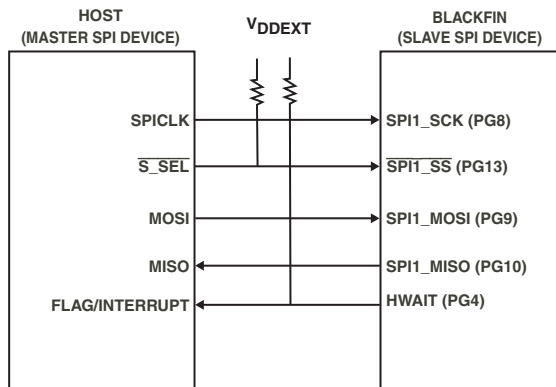 HOST
(MASTER SPI DEVICE)
VDDEXT
BLACKFIN
(SLAVE SPI DEVICE)
SPICLK
SPI1_SCK (PG8)
S_SEL
SPI1_SS (PG13)
MOSI
SPI1_MOSI (PG9)
MISO
SPI1_MISO (PG10)
FLAG/INTERRUPT
HWAIT (PG4)